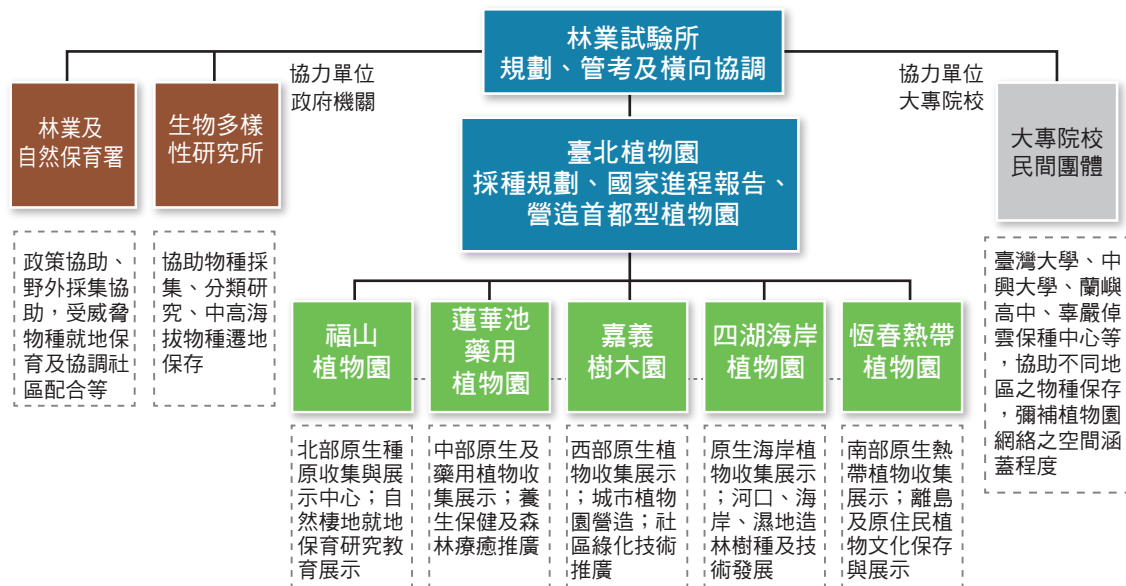 林業試驗所
規劃、管考及橫向協調
協力單位
政府機關
協力單位
大專院校
林業及
自然保育署
生物多樣
性研究所
臺北植物園
採種規劃、國家進程報告、
營造首都型植物園
大專院校
民間團體
政策協助、
野外採集協
助，受威脅
物種就地保
育及協調社
區配合等
協助物種採
集、分類研
究、中高海
拔物種遷地
保存
臺灣大學、中
興大學、蘭嶼
高中、辜嚴倬
雲保種中心等
，協助不同地
區之物種保存
，彌補植物園
網絡之空間涵
蓋程度
福山
植物園
蓮華池
藥用
植物園
嘉義
樹木園
四湖海岸
植物園
恆春熱帶
植物園
北部原生種
原收集與展
示中心；自
然棲地就地
保育研究教
育展示
中部原生及
藥用植物收
集展示；養
生保健及森
林療癒推廣
西部原生植
物收集展示
；城市植物
園營造；社
區綠化技術
推廣
原生海岸植
物收集展示
；河口、海
岸、濕地造
林樹種及技
術發展
南部原生熱
帶植物收集
展示；離島
及原住民植
物文化保存
與展示